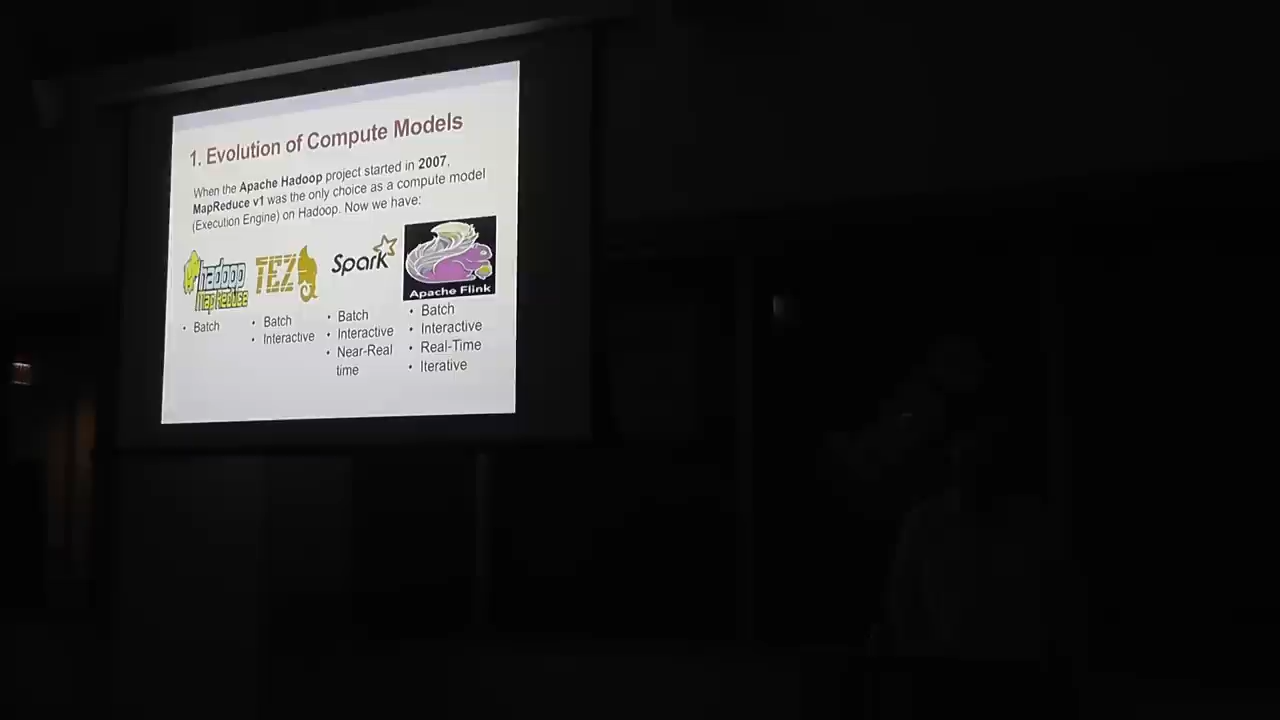 1. Evolution of Compute Models
When the Apache Hadoop project started in 2007,
MapReduce v1 was the only choice as a compute model
(Execution Engine) on Hadoop. Now we have:
hadoop
Map Reduce
• Batch
TEZ
• Batch
• Interactive
Spark
• Batch
• Interactive
• Near-Real
time
Apache Flink
• Batch
• Interactive
• Real-Time
• Iterative